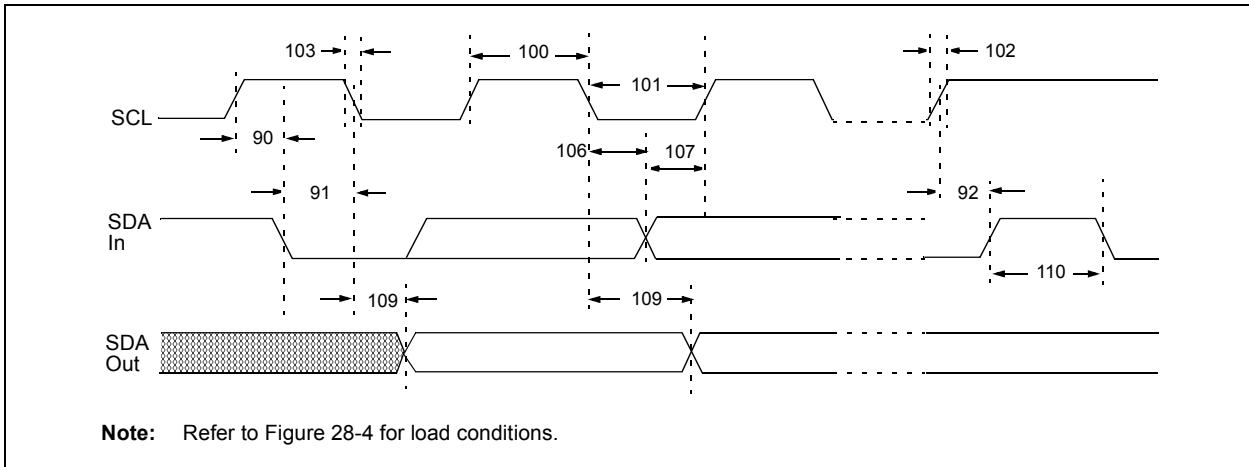 103
100
102
101
SCL
90
106
107
91
92
SDA
In
110
109
109
SDA
Out
Note: Refer to Figure 28-4 for load conditions.